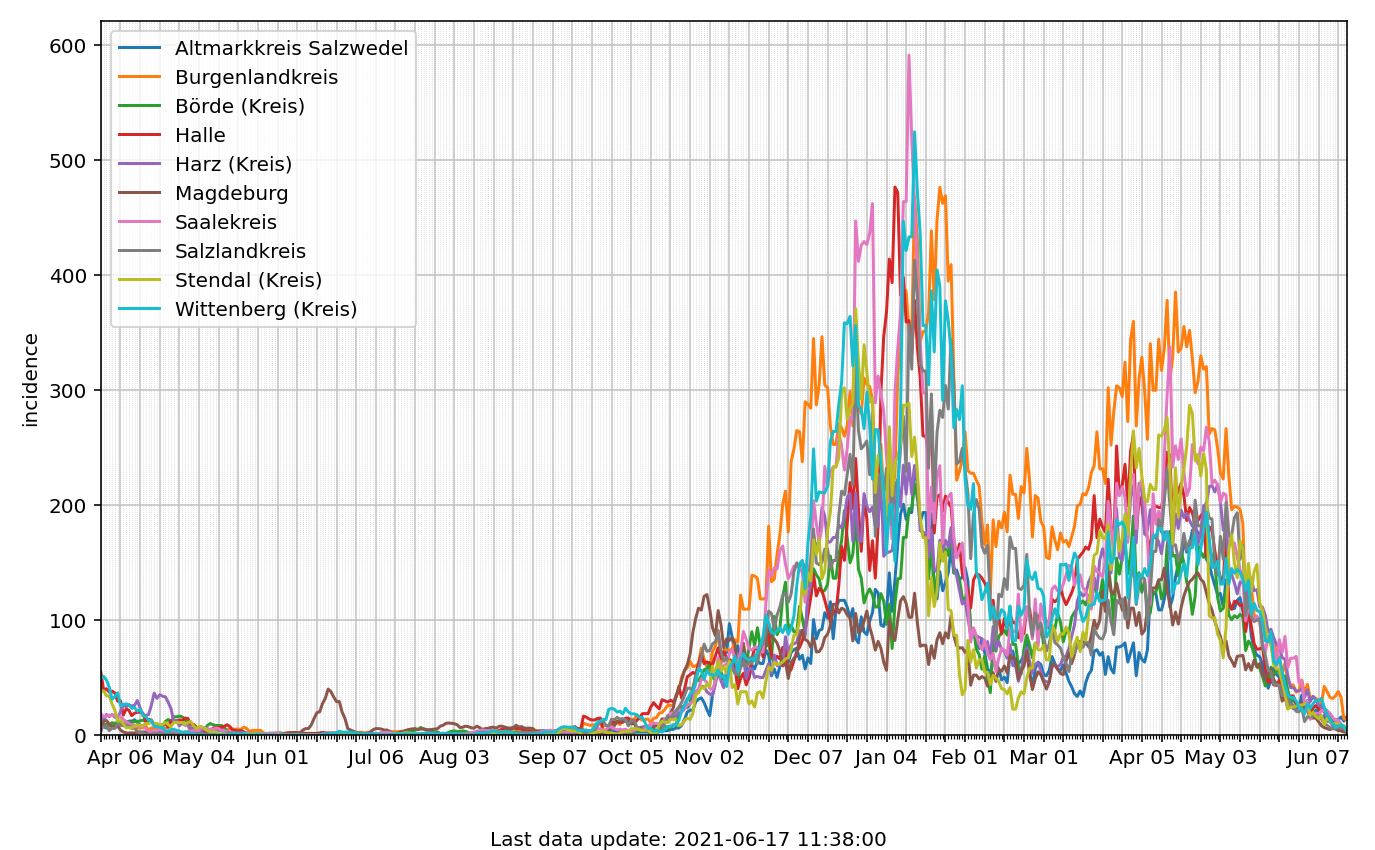 600
500
400
300
200
100
0
incidence
Altmarkkreis Salzwedel
Burgenlandkreis
Börde (Kreis)
Halle
Harz (Kreis)
Magdeburg
Saalekreis
Salzlandkreis
Stendal (Kreis)
Wittenberg (Kreis)
Apr 06 May 04 Jun 01 Jul 06 Aug 03 Sep 07 Oct 05 Nov 02 Dec 07 Jan 04 Feb 01 Mar 01 Apr 05 May 03 Jun 07
Last data update: 2021-06-17 11:38:00